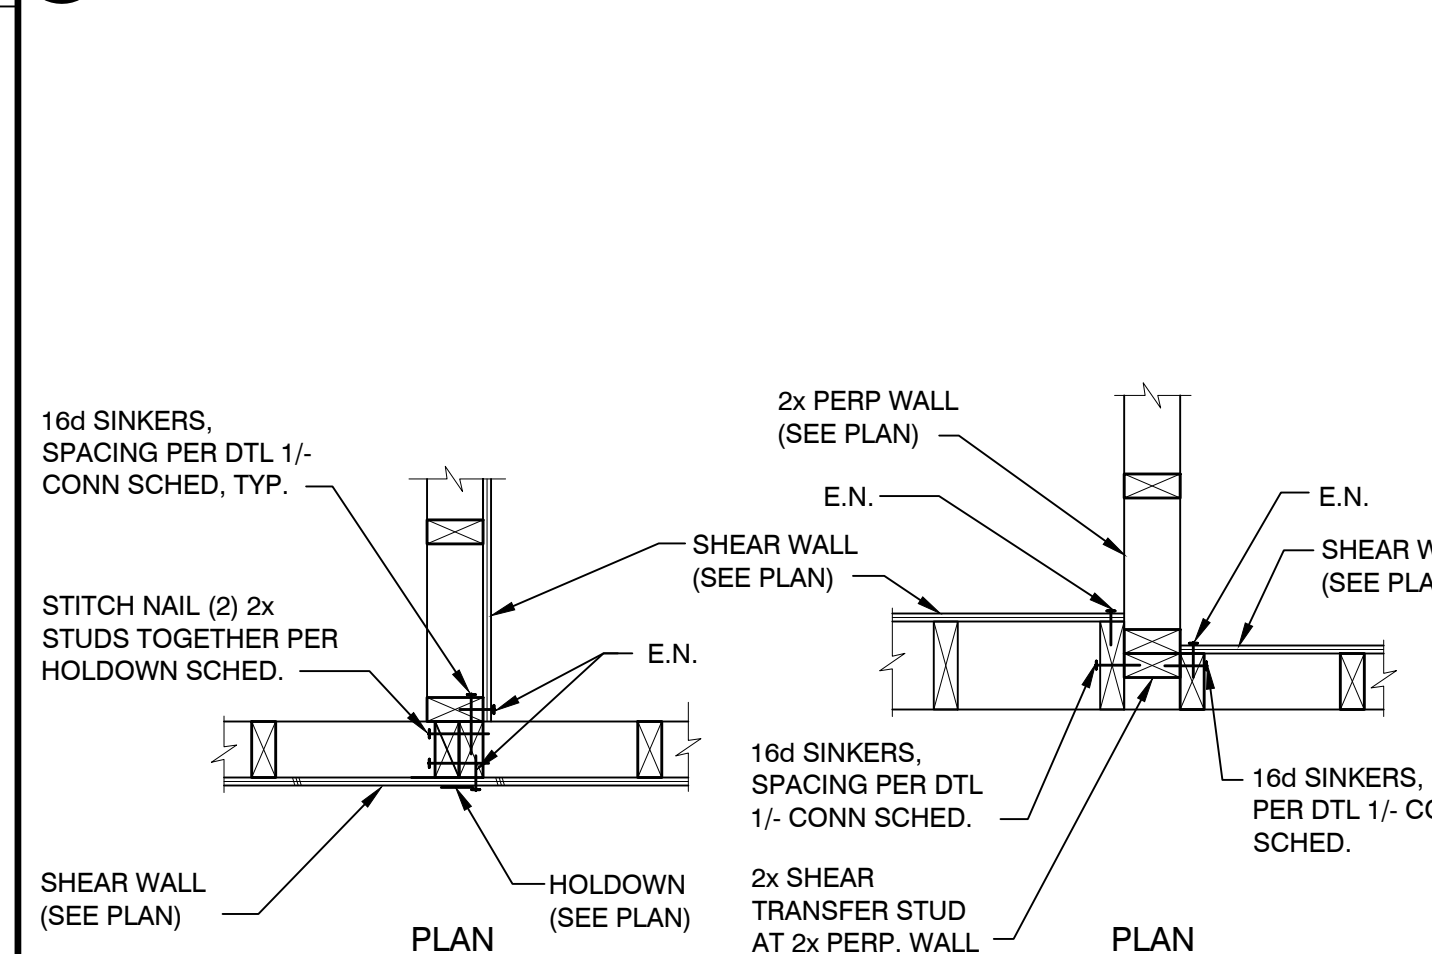 16d SINKERS,
SPACING PER DTL 1/-
CONN SCHED, TYP.
STITCH NAIL (2) 2x
STUDS TOGETHER PER
HOLDOWN SCHED.
SHEAR WALL
(SEE PLAN)
E.N.
SHEAR WALL
(SEE PLAN)
HOLDOWN
(SEE PLAN)
PLAN
2x PERP WALL
(SEE PLAN)
E.N.
E.N.
SHEAR
(SEE
16d SINKERS,
SPACING PER DTL
1/- CONN SCHED.
16d SINKERS,
PER DTL 1/-
SCHED.
2x SHEAR
TRANSFER STUD
AT 2x PERP. WALL
PLAN